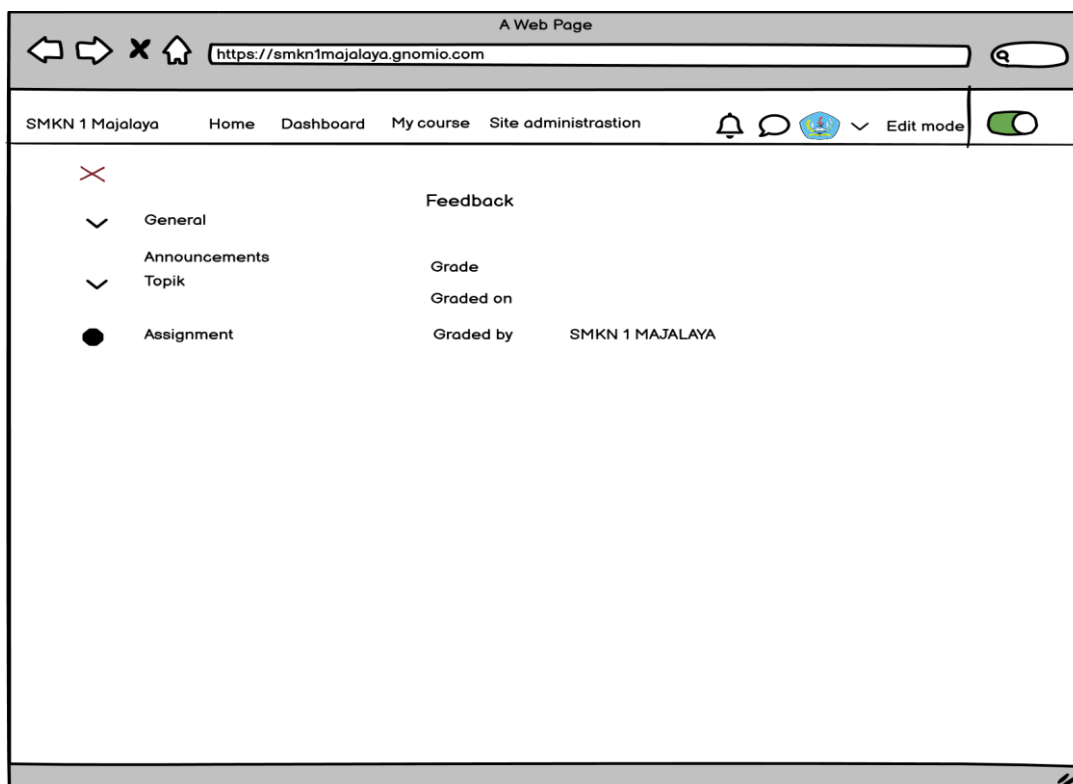 A Web Page
https://smkn1majalaya.gnomio.com
SMKN 1 Majalaya Home Dashboard My course Site administrastion Edit mode
Feedback
General
Announcements
Topik
Assignment
Grade
Graded on
Graded by SMKN 1 MAJALAYA